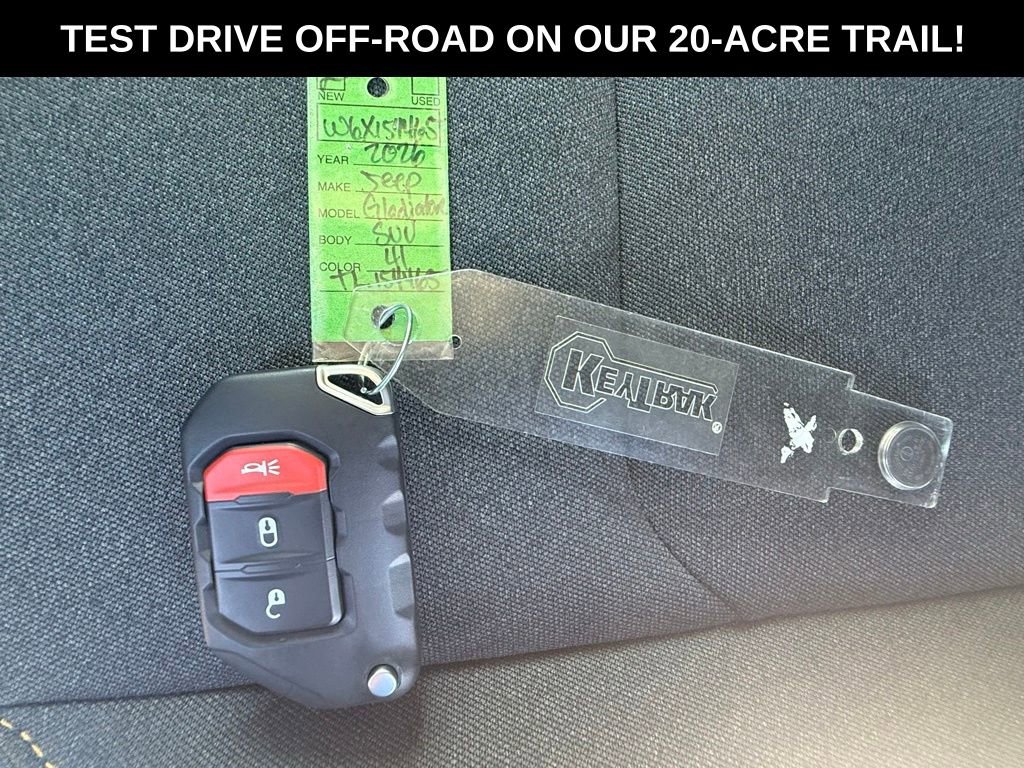 TEST DRIVE OFF-ROAD ON OUR 20-ACRE TRAIL!
NEW USED
YEAR 2026
MAKE Jeep
MODEL Gladiator
BODY SUV
COLOR 41
KEYTRAK®